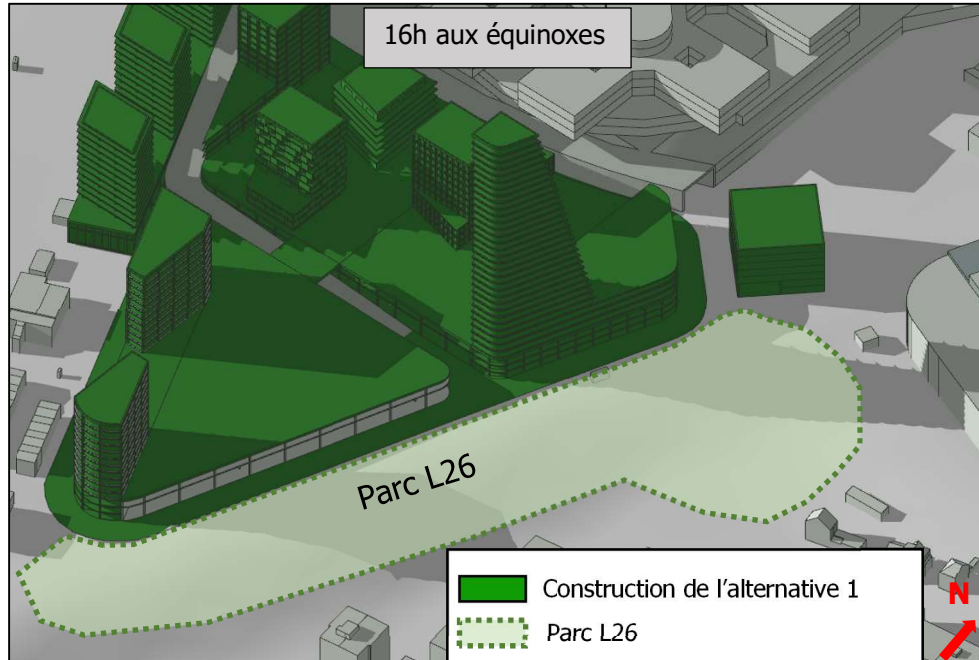 16h aux équinoxes
Parc L26
Construction de l'alternative 1
Parc L26
N